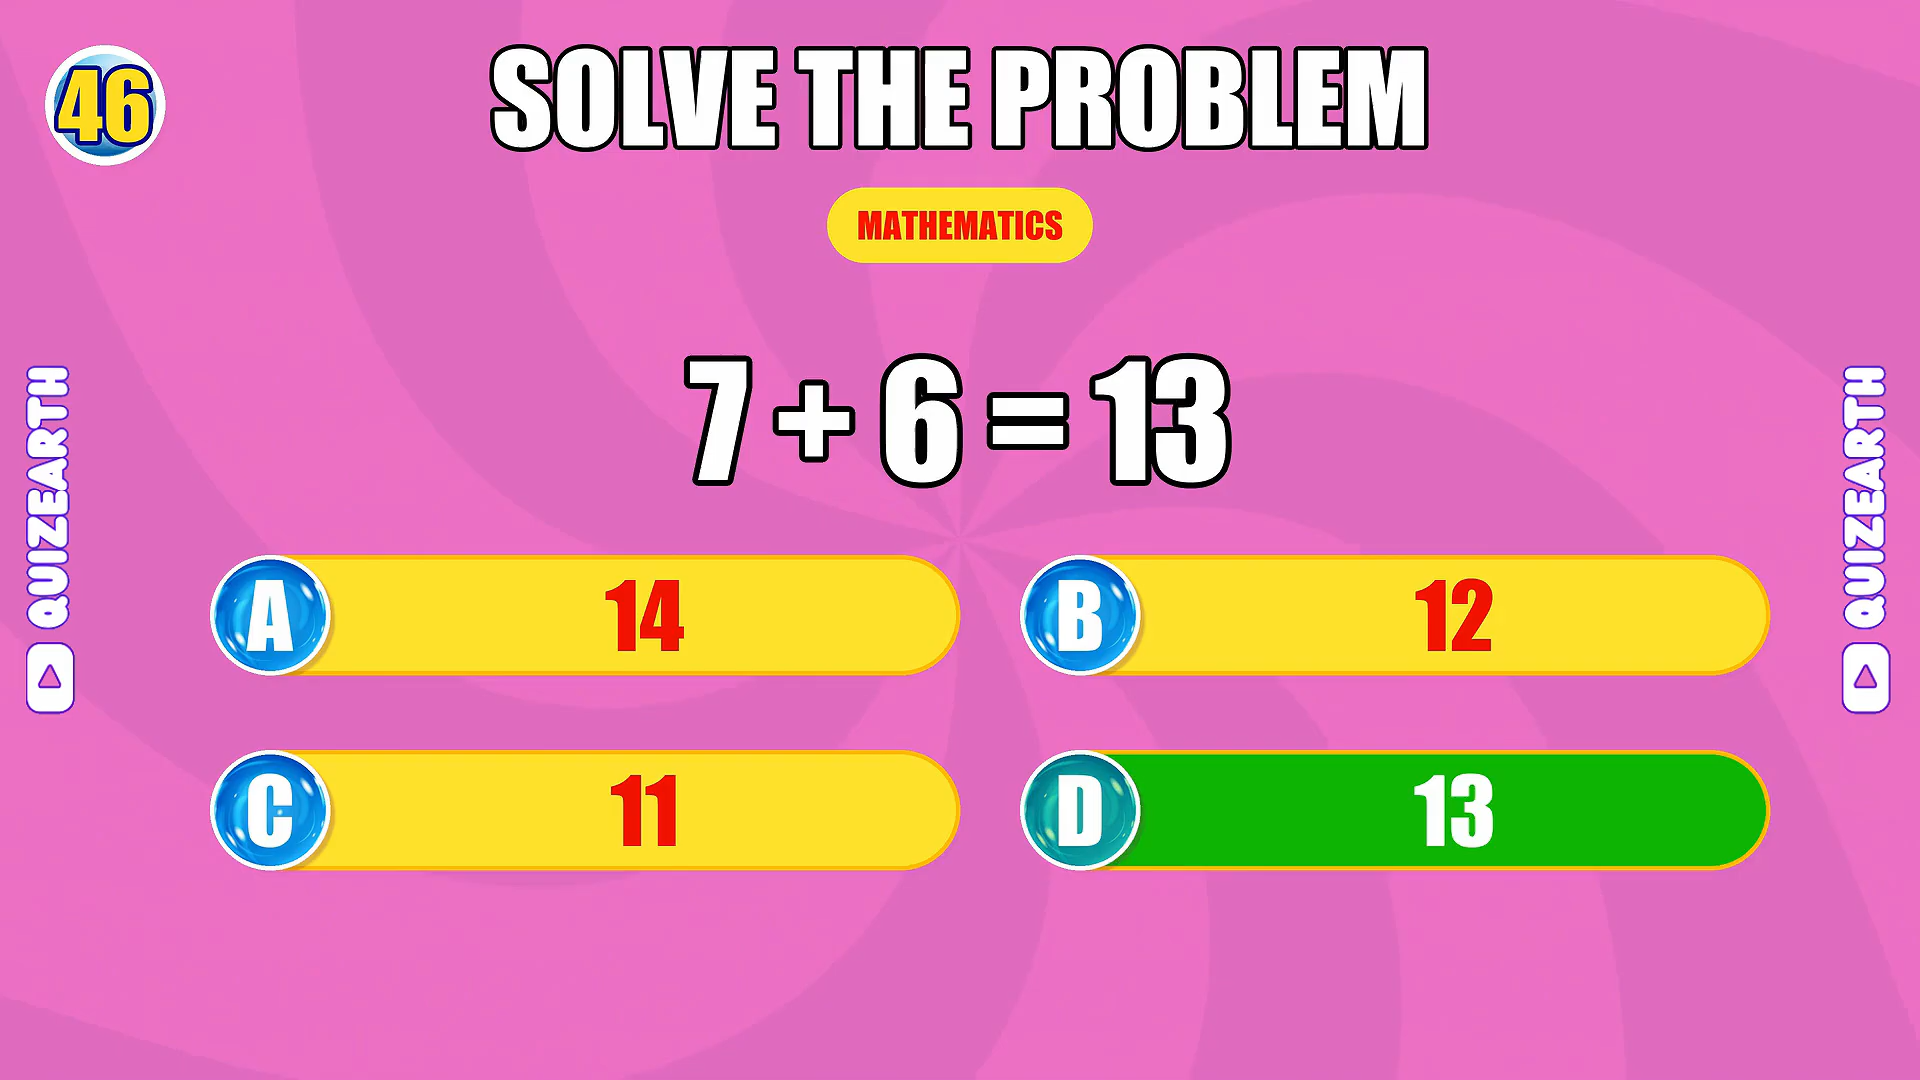 46
SOLVE THE PROBLEM
MATHEMATICS
7 + 6 = 13
A 14
B 12
C 11
D 13
QUIZEARTH
QUIZEARTH